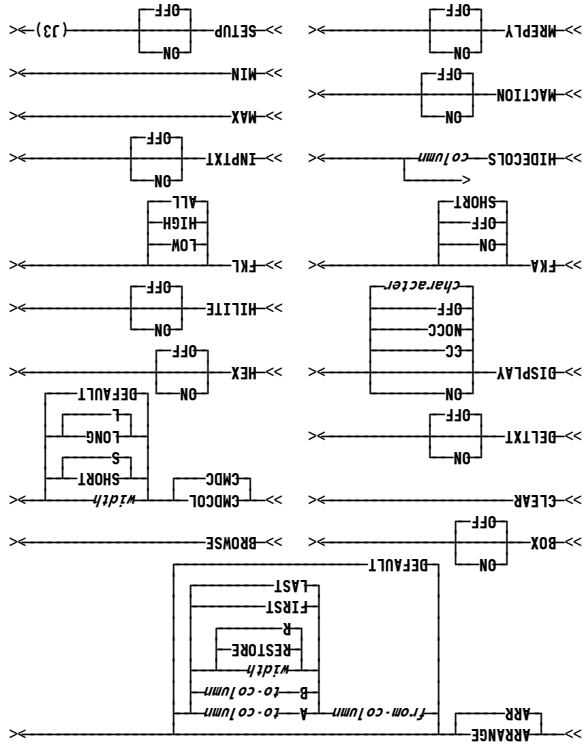 >>ARRANGE><
ARR
from-column A to-column
B to-column
width
RESTORE
R
FIRST
LAST
DEFAULT
ON
>>BOX><
OFF
>>CLEAR><
ON
>>DELTXT><
OFF
ON
>>DISPLAY><
CC
NOCC
OFF
character
>>FKA><
ON
OFF
SHORT
<
>>HIDECOLS column><
ON
>>MACTION><
OFF
ON
>>MREPLY><
OFF
>>BROWSE><
>>CMDCOL width><
CMDC
SHORT
S
LONG
L
DEFAULT
ON
>>HEX><
OFF
ON
>>HILITE><
OFF
>>FKL><
LOW
HIGH
ALL
ON
>>INPTXT><
OFF
>>MAX><
>>MIN><
ON
>>SETUP (J3)><
OFF